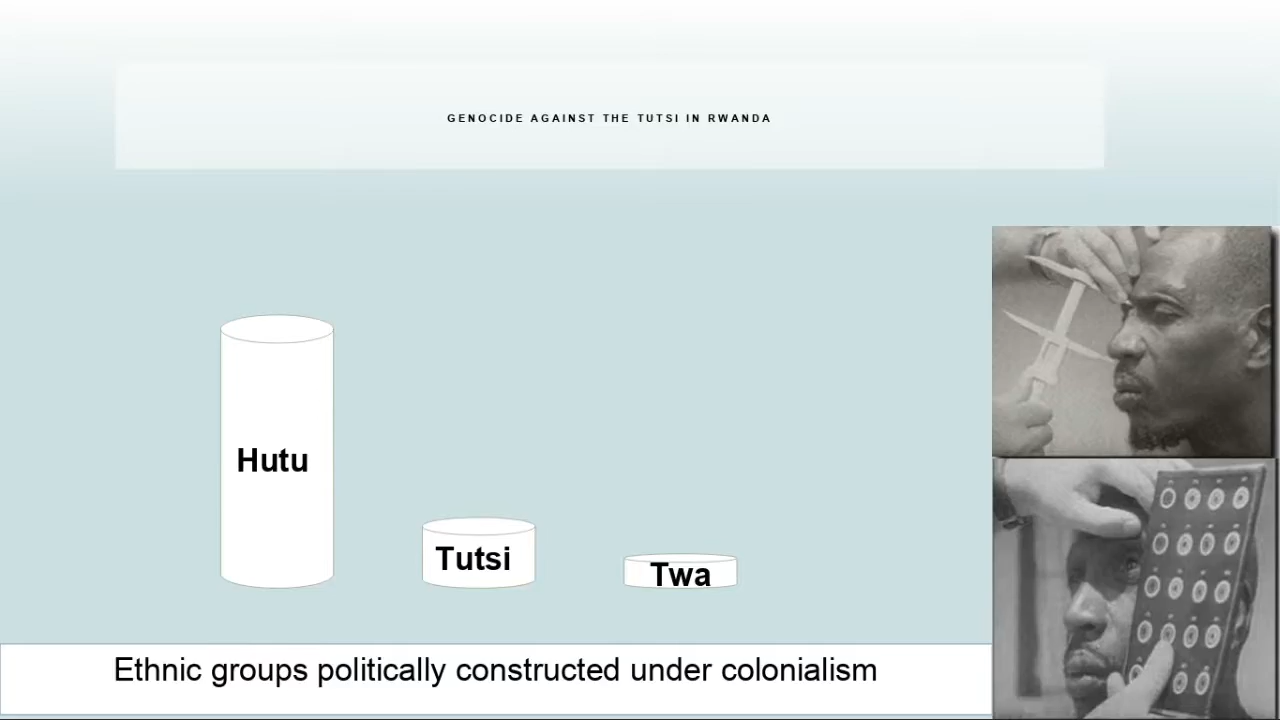 GENOCIDE AGAINST THE TUTSI IN RWANDA
Hutu
Tutsi
Twa
Ethnic groups politically constructed under colonialism